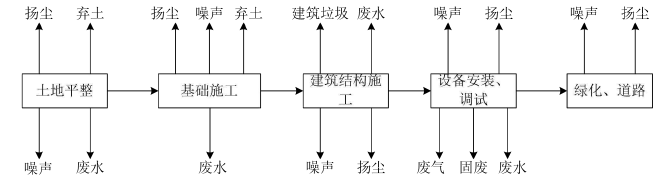 扬尘 弃土 扬尘 噪声 弃土 建筑垃圾 废水 噪声 扬尘 噪声 扬尘
土地平整 基础施工 建筑结构施工 设备安装、调试 绿化、道路
噪声 废水 废水 噪声 扬尘 废气 固废 废水